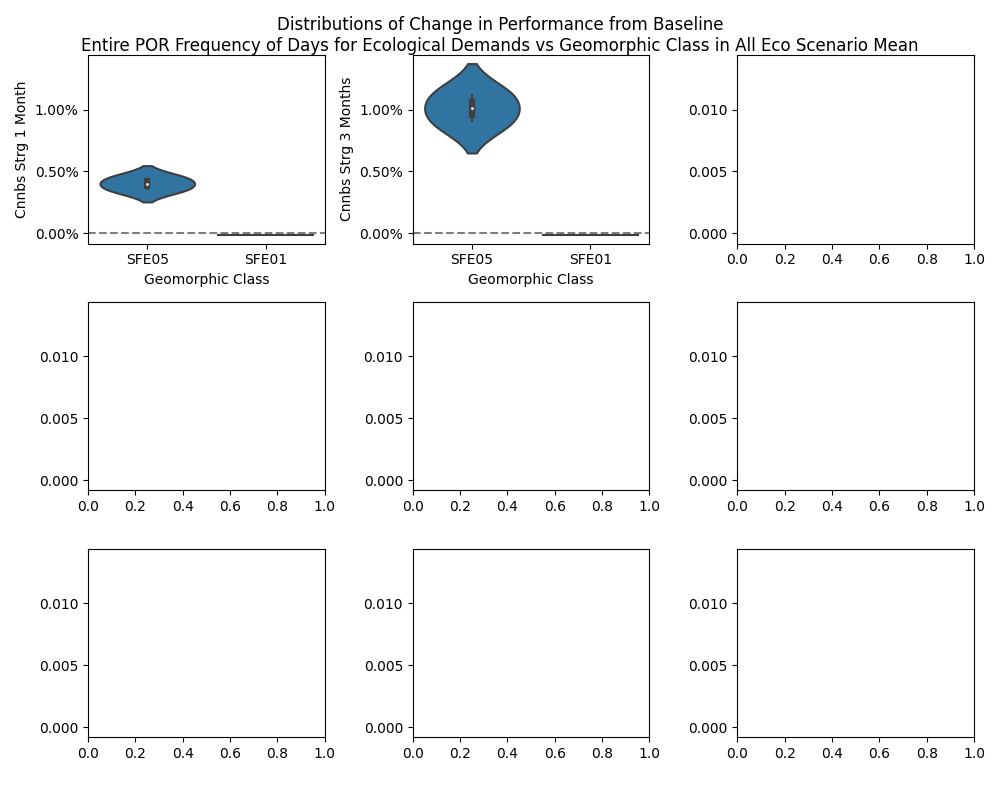 Distributions of Change in Performance from Baseline
Entire POR Frequency of Days for Ecological Demands vs Geomorphic Class in All Eco Scenario Mean
Cnnbs Strg 1 Month
1.00%
0.50%
0.00%
SFE05 SFE01
Geomorphic Class
Cnnbs Strg 3 Months
1.00%
0.50%
0.00%
SFE05 SFE01
Geomorphic Class
0.010
0.005
0.000
0.0 0.2 0.4 0.6 0.8 1.0
0.010
0.005
0.000
0.0 0.2 0.4 0.6 0.8 1.0
0.010
0.005
0.000
0.0 0.2 0.4 0.6 0.8 1.0
0.010
0.005
0.000
0.0 0.2 0.4 0.6 0.8 1.0
0.010
0.005
0.000
0.0 0.2 0.4 0.6 0.8 1.0
0.010
0.005
0.000
0.0 0.2 0.4 0.6 0.8 1.0
0.010
0.005
0.000
0.0 0.2 0.4 0.6 0.8 1.0